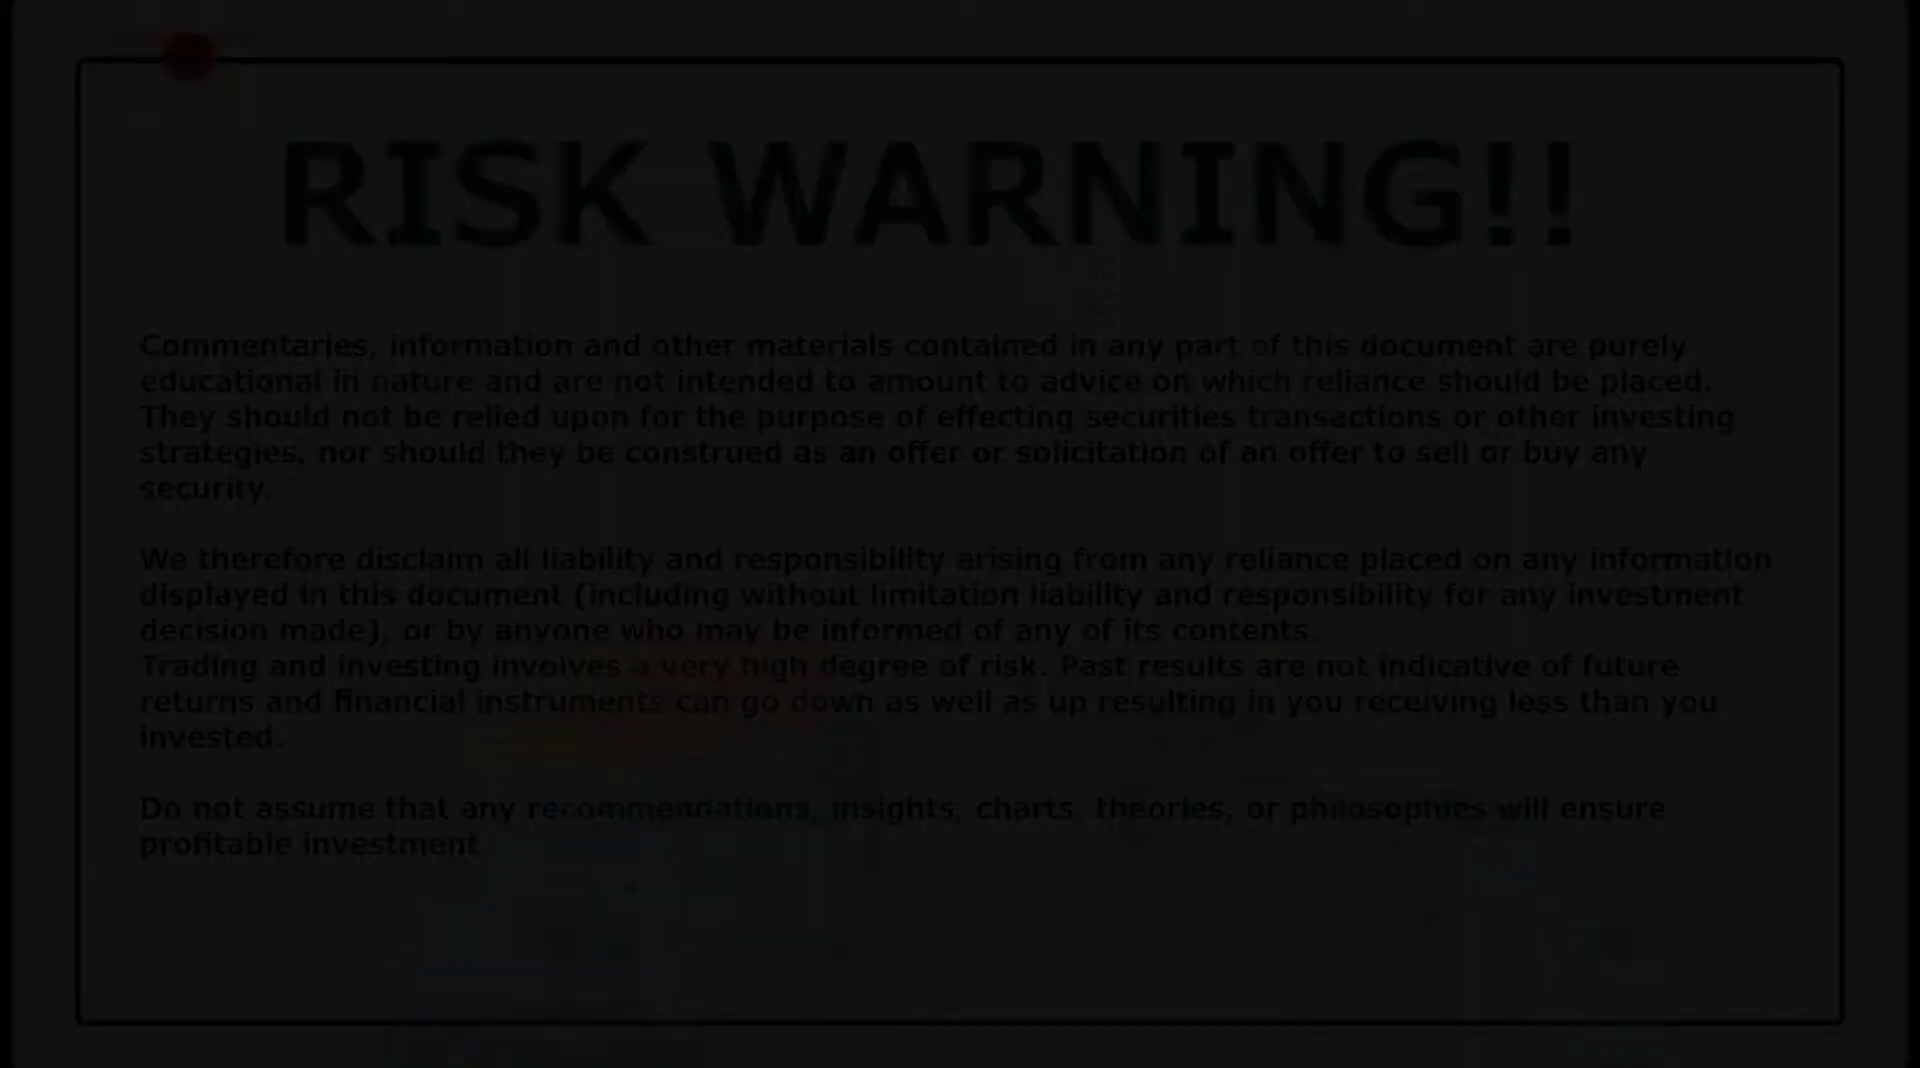 RISK WARNING!!
Commentaries, information and other materials contained in any part of this document are purely
educational in nature and are not intended to amount to advice on which reliance should be placed.
They should not be relied upon for the purpose of effecting securities transactions or other investing
strategies, nor should they be construed as an offer or solicitation of an offer to sell or buy any
security.
We therefore disclaim all liability and responsibility arising from any reliance placed on any information
displayed in this document (including without limitation liability and responsibility for any investment
decision made), or by anyone who may be informed of any of its contents.
Trading and investing involves a very high degree of risk. Past results are not indicative of future
returns and financial instruments can go down as well as up resulting in you receiving less than you
invested.
Do not assume that any recommendations, insights, charts, theories, or philosophies will ensure
profitable investment.